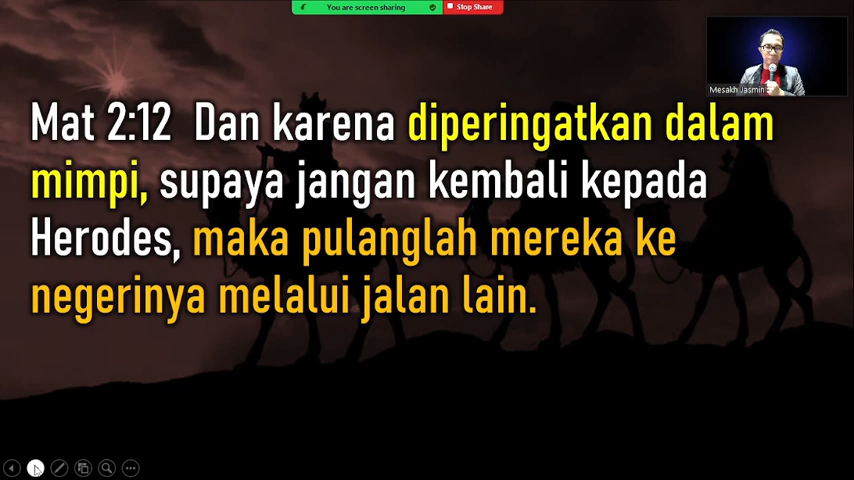 You are screen sharing
Stop Share
Mesakh Jasmin
Mat 2:12 Dan karena diperingatkan dalam
mimpi, supaya jangan kembali kepada
Herodes, maka pulanglah mereka ke
negerinya melalui jalan lain.